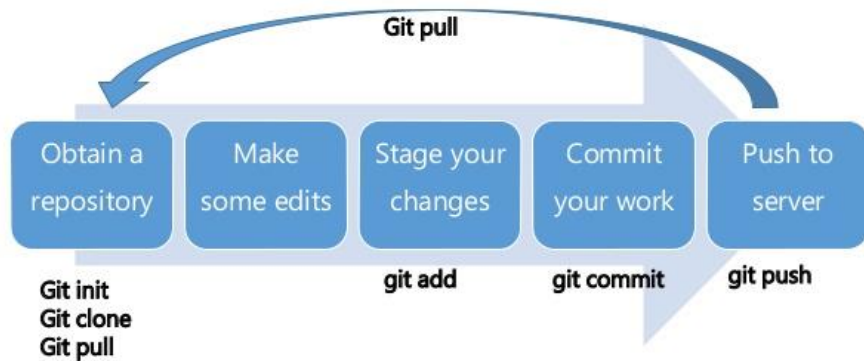 Git pull
Obtain a
repository
Make
some edits
Stage your
changes
Commit
your work
Push to
server
Git init
Git clone
Git pull
git add
git commit
git push